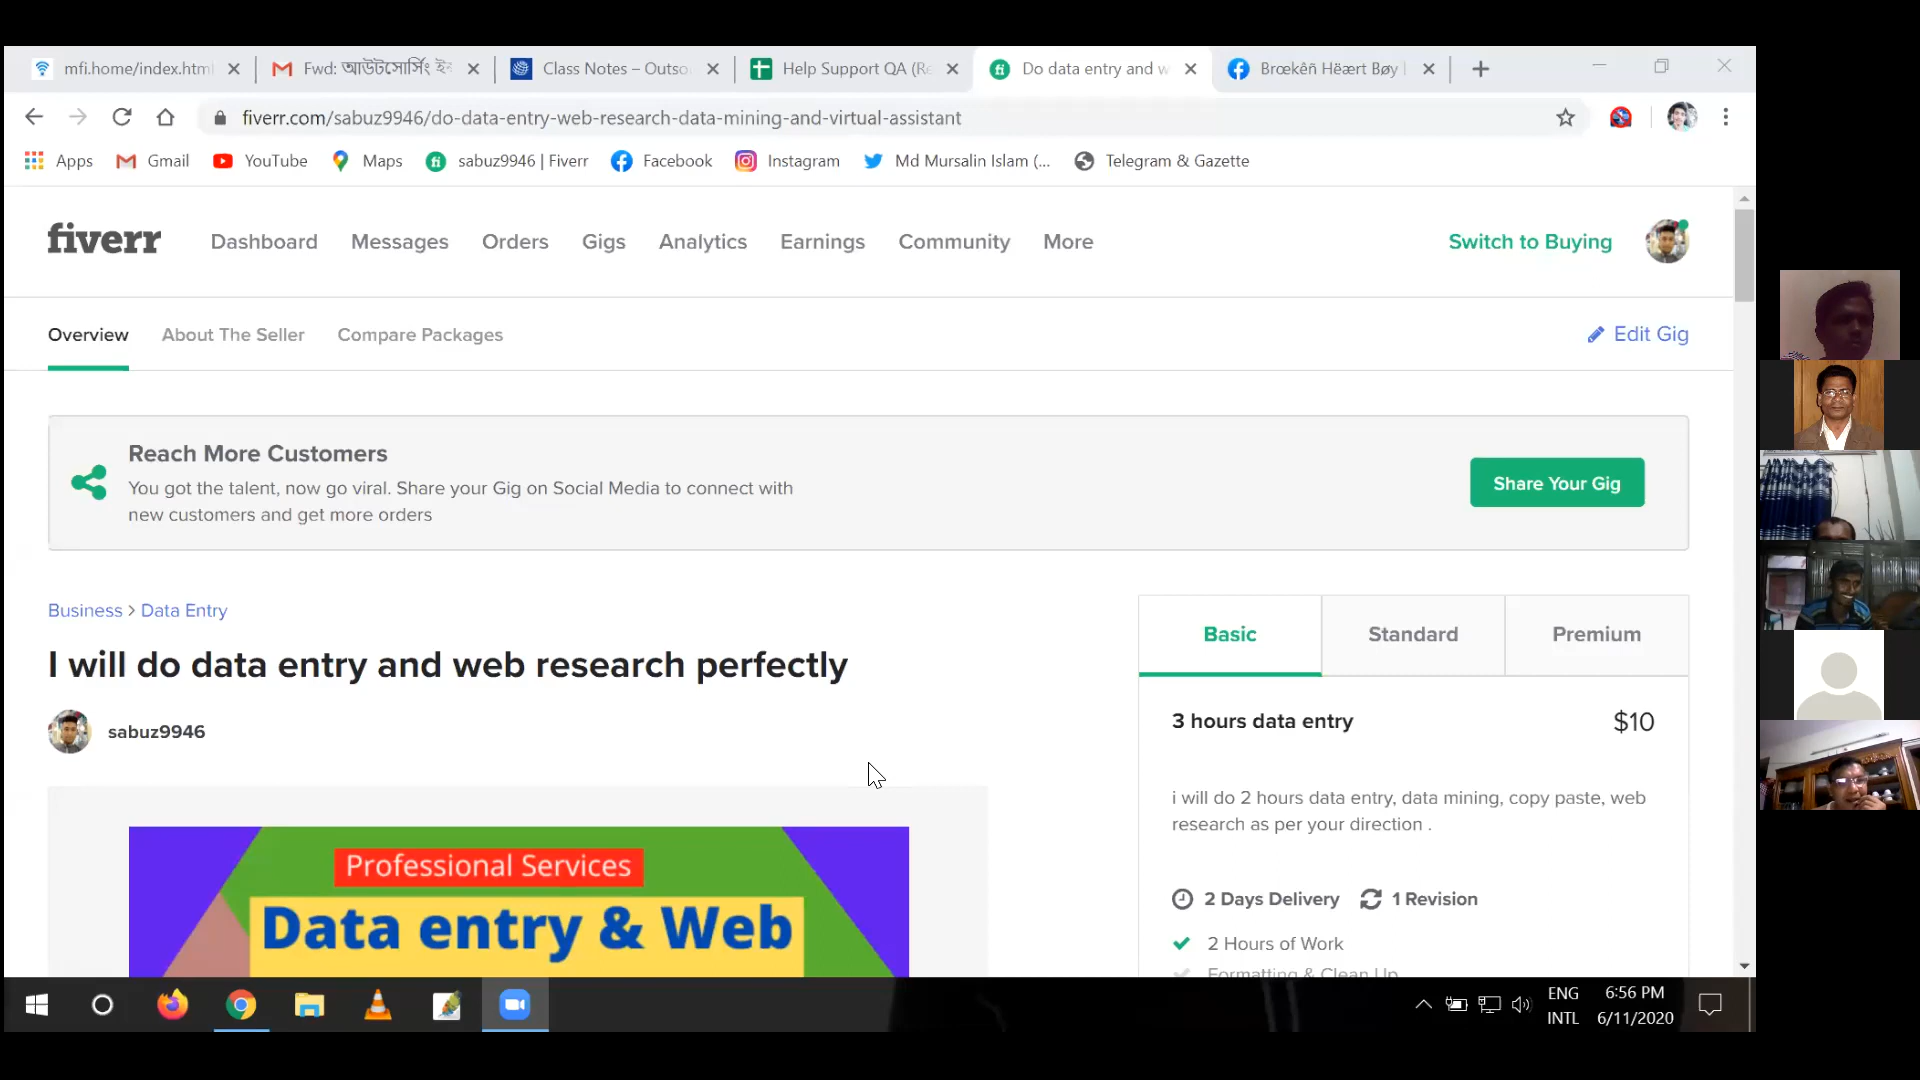 mfi.home/index.html
Fwd: আউটসোর্সিং ইন
Class Notes – Outso
Help Support QA (Re
Do data entry and w
Brœkêñ Hëært Bøy
fiverr.com/sabuz9946/do-data-entry-web-research-data-mining-and-virtual-assistant
Apps
Gmail
YouTube
Maps
sabuz9946 | Fiverr
Facebook
Instagram
Md Mursalin Islam (...
Telegram & Gazette
fiverr
Dashboard
Messages
Orders
Gigs
Analytics
Earnings
Community
More
Switch to Buying
Overview
About The Seller
Compare Packages
Edit Gig
Reach More Customers
You got the talent, now go viral. Share your Gig on Social Media to connect with
new customers and get more orders
Share Your Gig
Business > Data Entry
I will do data entry and web research perfectly
sabuz9946
Professional Services
Data entry & Web
Basic
Standard
Premium
3 hours data entry
$10
i will do 2 hours data entry, data mining, copy paste, web
research as per your direction .
2 Days Delivery
1 Revision
2 Hours of Work
Formatting & Clean Up
ENG
INTL
6:56 PM
6/11/2020